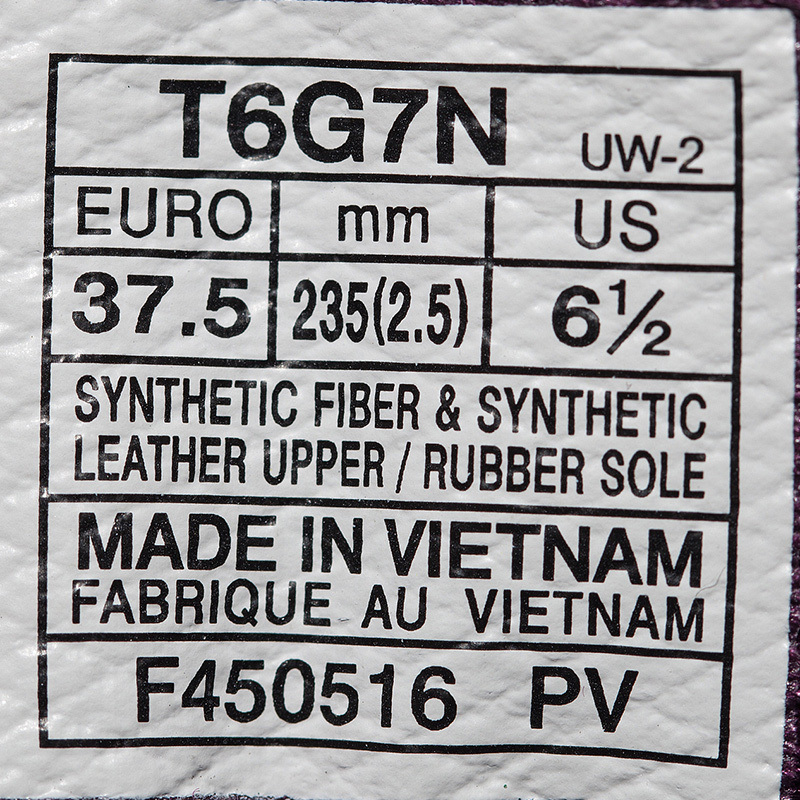 T6G7N UW-2
EURO mm US
37.5 235(2.5) 6½
SYNTHETIC FIBER & SYNTHETIC
LEATHER UPPER / RUBBER SOLE
MADE IN VIETNAM
FABRIQUE AU VIETNAM
F450516 PV